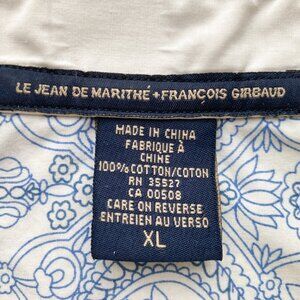 LE JEAN DE MARITHÉ + FRANÇOIS GIRBAUD
MADE IN CHINA
FABRIQUÉ À
CHINE
100% COTTON/COTON
RN 35527
CA 00508
CARE ON REVERSE
ENTREIEN AU VERSO
XL